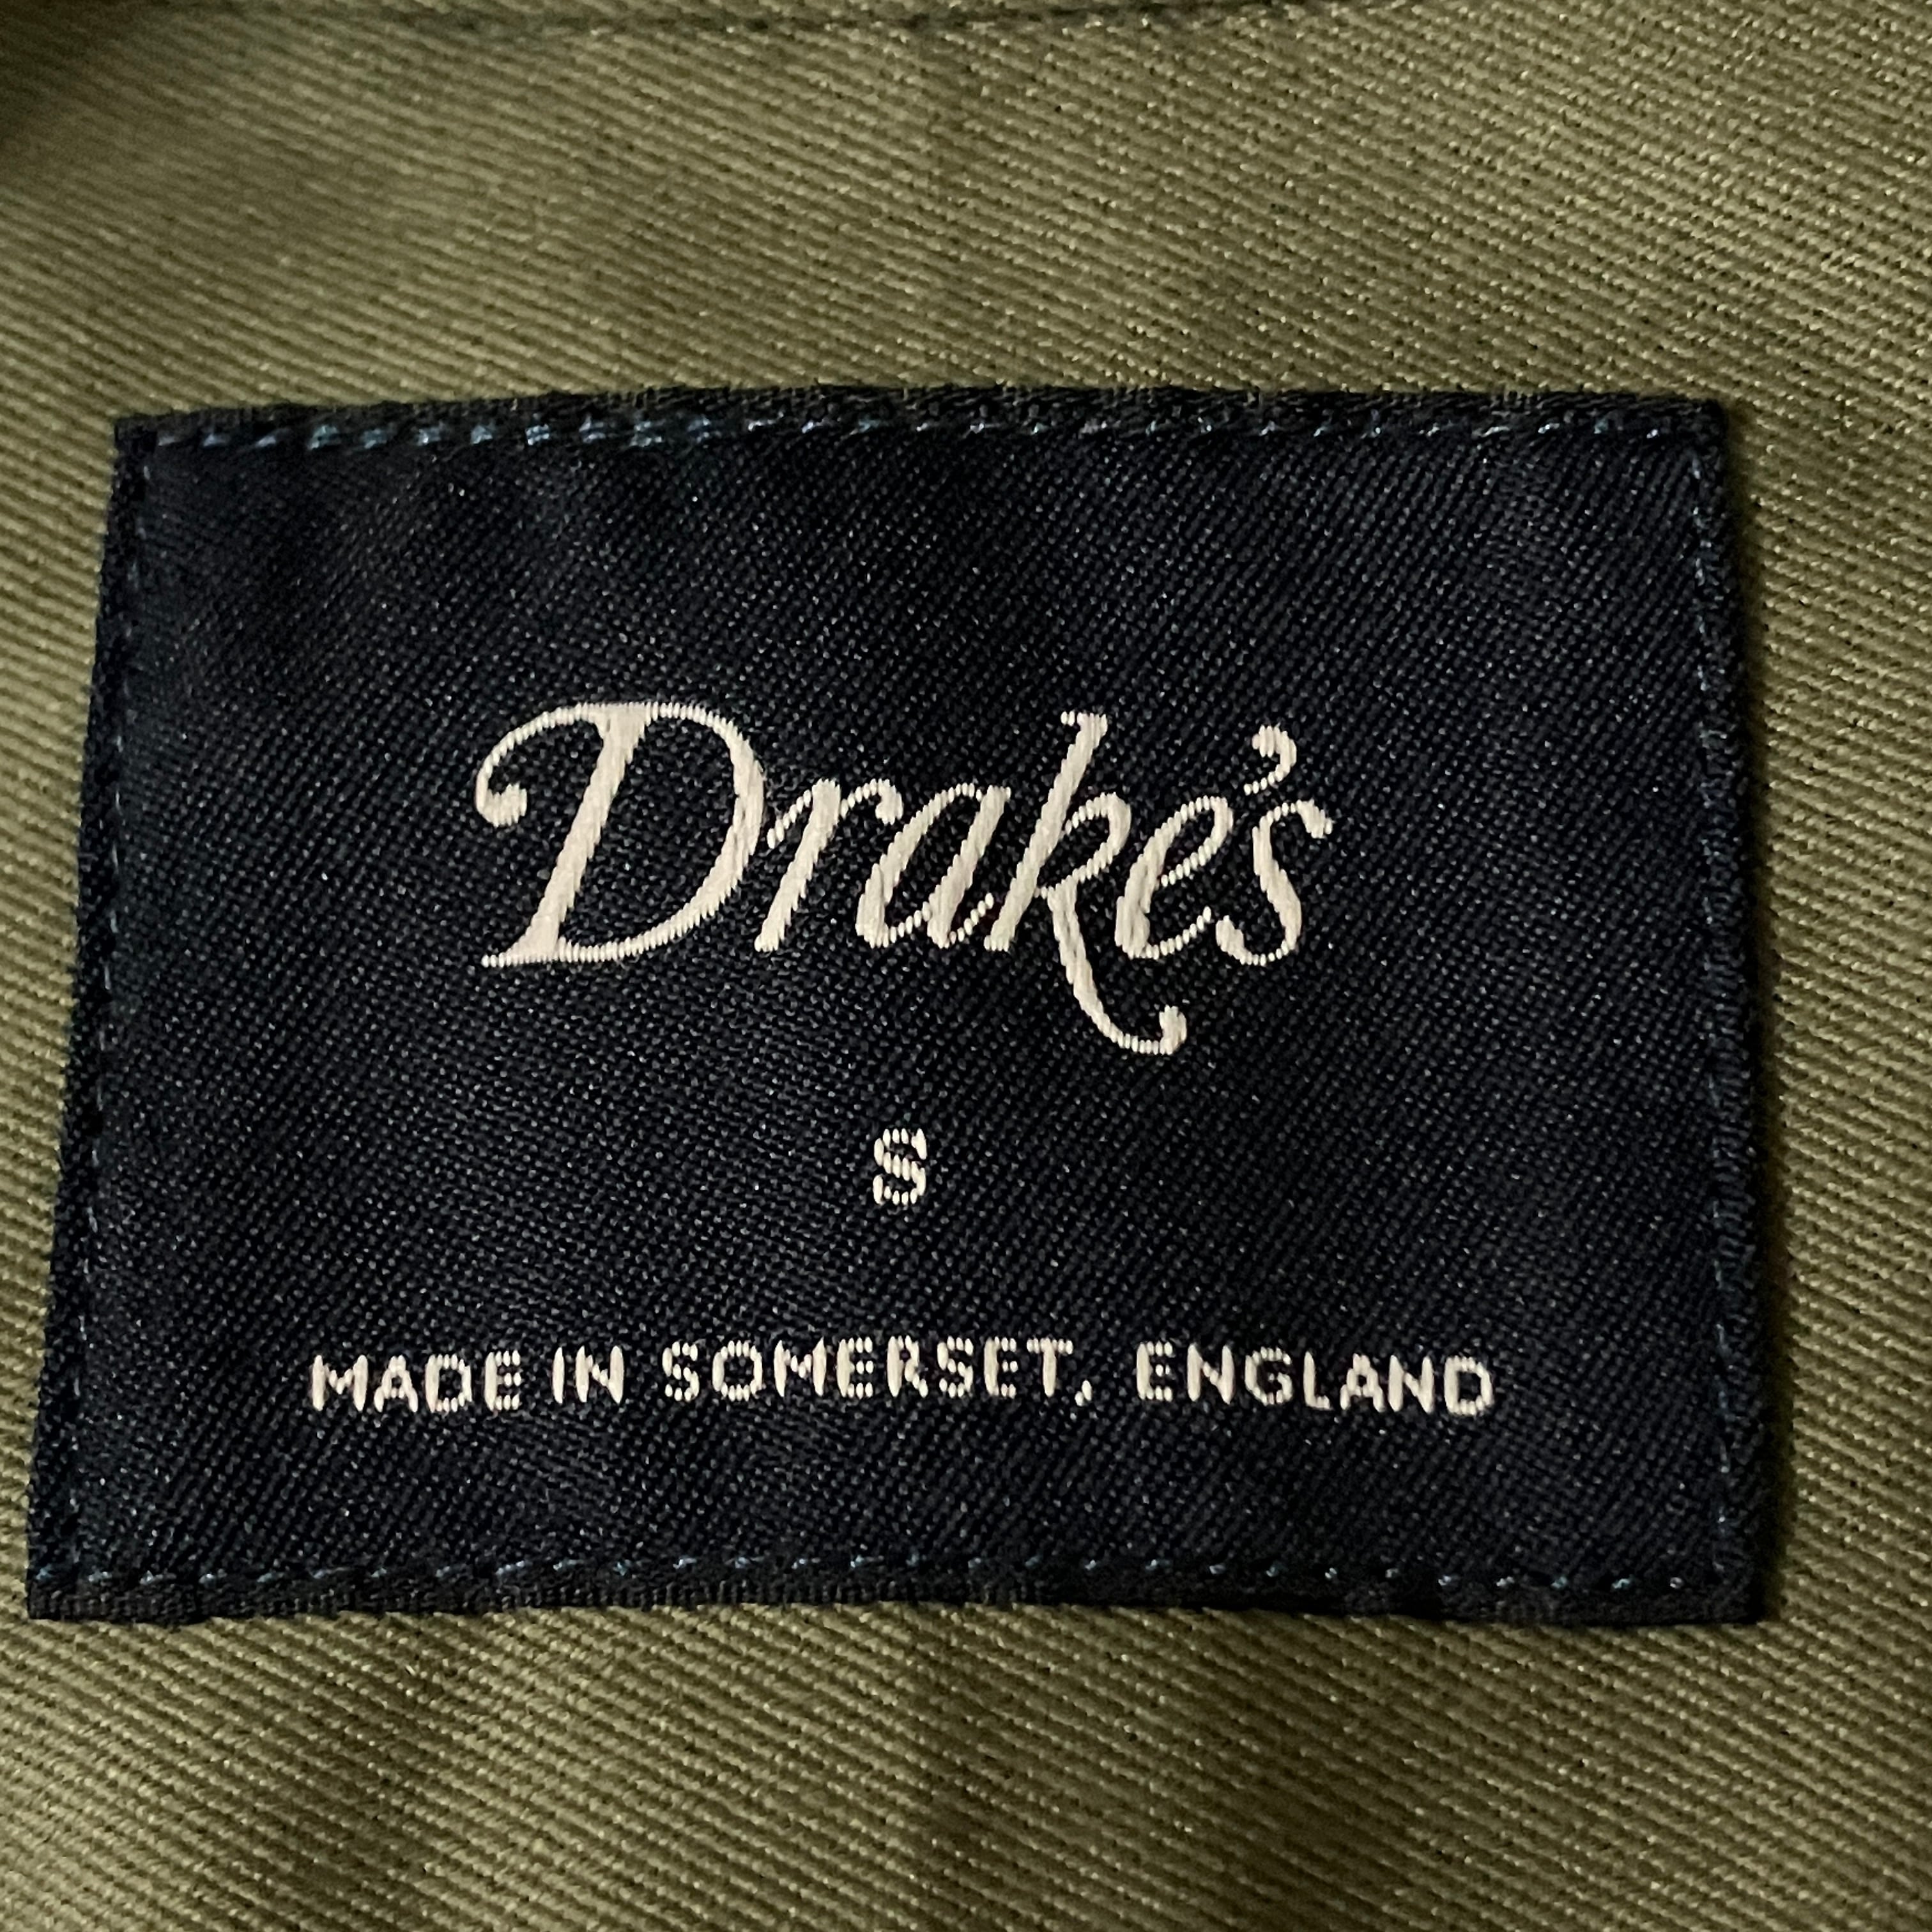 Drake's
S
MADE IN SOMERSET, ENGLAND